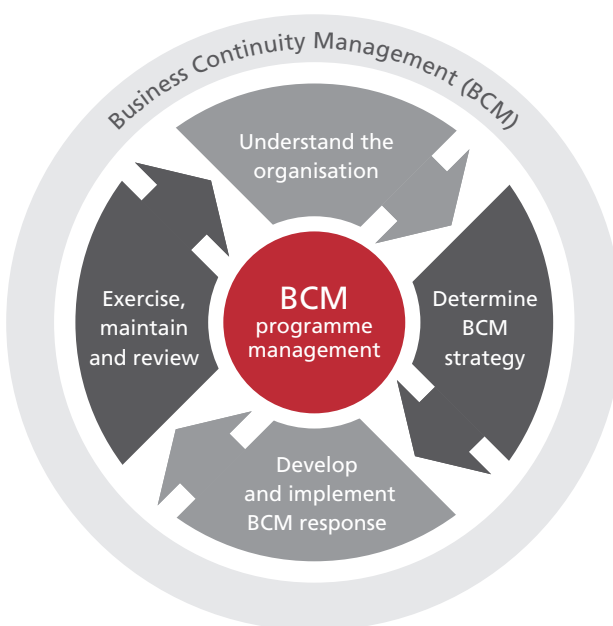 Business Continuity Management (BCM)
Understand the
organisation
Determine
BCM
strategy
Develop
and implement
BCM response
Exercise,
maintain
and review
BCM
programme
management